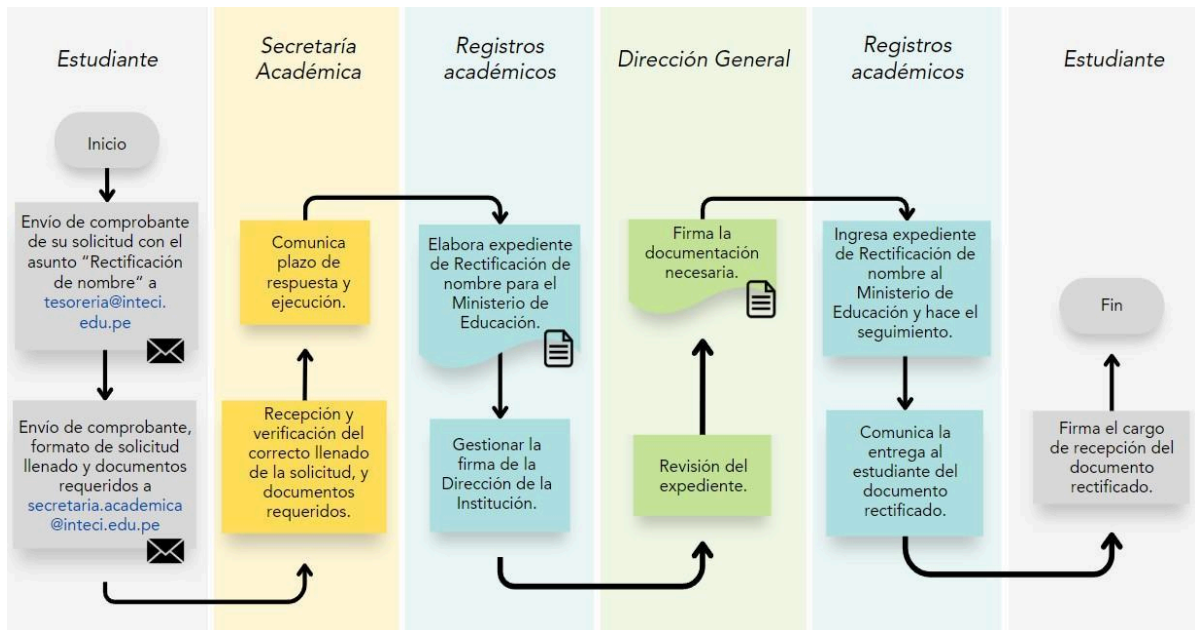 Estudiante
Inicio
Envío de comprobante
de su solicitud con el
asunto “Rectificación
de nombre“ a
tesoreria@inteci.
edu.pe
Envío de comprobante,
formato de solicitud
llenado y documentos
requeridos a
secretaria.academica
@inteci.edu.pe
Secretaría
Académica
Comunica
plazo de
respuesta y
ejecución.
Recepción y
verificación del
correcto llenado
de la solicitud, y
documentos
requeridos.
Registros
académicos
Elabora expediente
de Rectificación de
nombre para el
Ministerio de
Educación.
Gestionar la
firma de la
Dirección de la
Institución.
Dirección General
Firma la
documentación
necesaria.
Revisión del
expediente.
Registros
académicos
Ingresa expediente
de Rectificación de
nombre al
Ministerio de
Educación y hace el
seguimiento.
Comunica la
entrega al
estudiante del
documento
rectificado.
Estudiante
Fin
Firma el cargo
de recepción del
documento
rectificado.